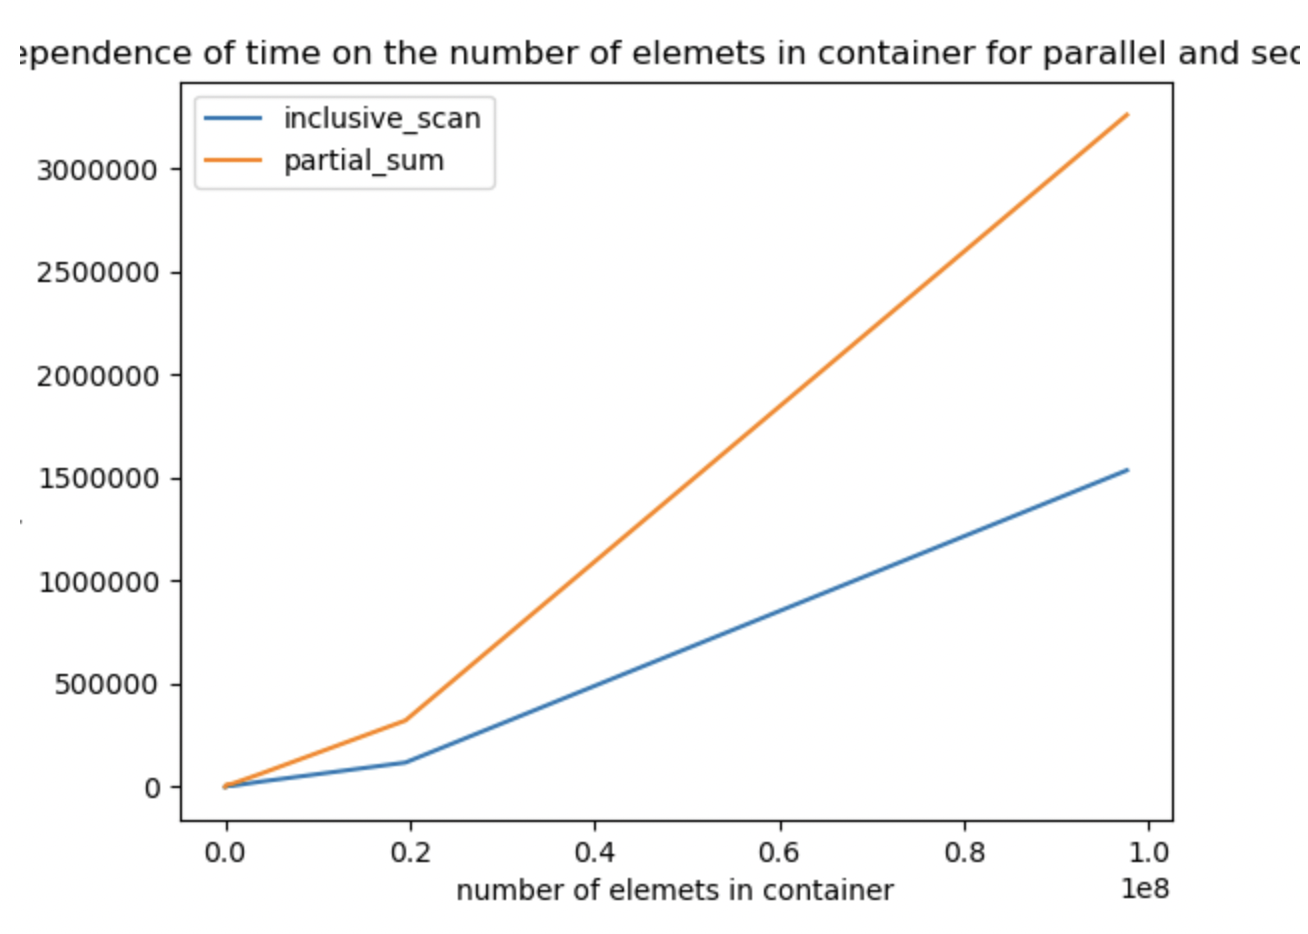 ependence of time on the number of elemets in container for parallel and sec
inclusive_scan
partial_sum
3000000
2500000
2000000
1500000
1000000
500000
0
0.0 0.2 0.4 0.6 0.8 1.0
1e8
number of elemets in container